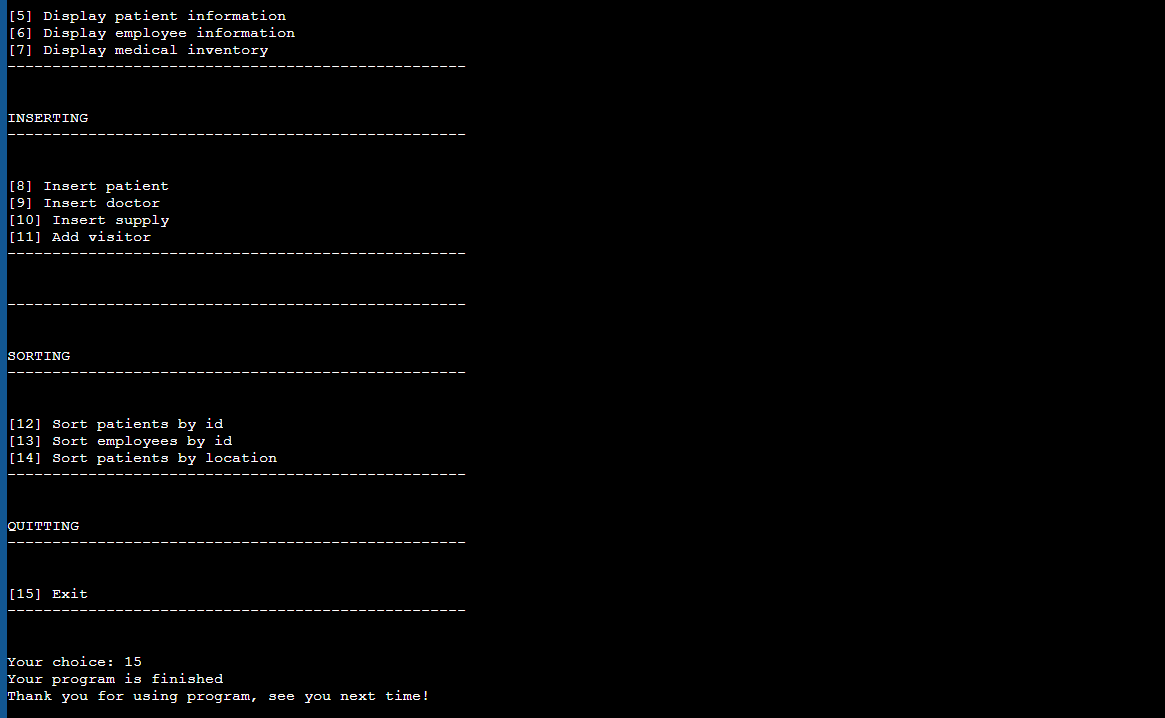 [5] Display patient information
[6] Display employee information
[7] Display medical inventory
---------------------------------------------------
INSERTING
---------------------------------------------------
[8] Insert patient
[9] Insert doctor
[10] Insert supply
[11] Add visitor
---------------------------------------------------
---------------------------------------------------
SORTING
---------------------------------------------------
[12] Sort patients by id
[13] Sort employees by id
[14] Sort patients by location
---------------------------------------------------
QUITTING
---------------------------------------------------
[15] Exit
---------------------------------------------------
Your choice: 15
Your program is finished
Thank you for using program, see you next time!